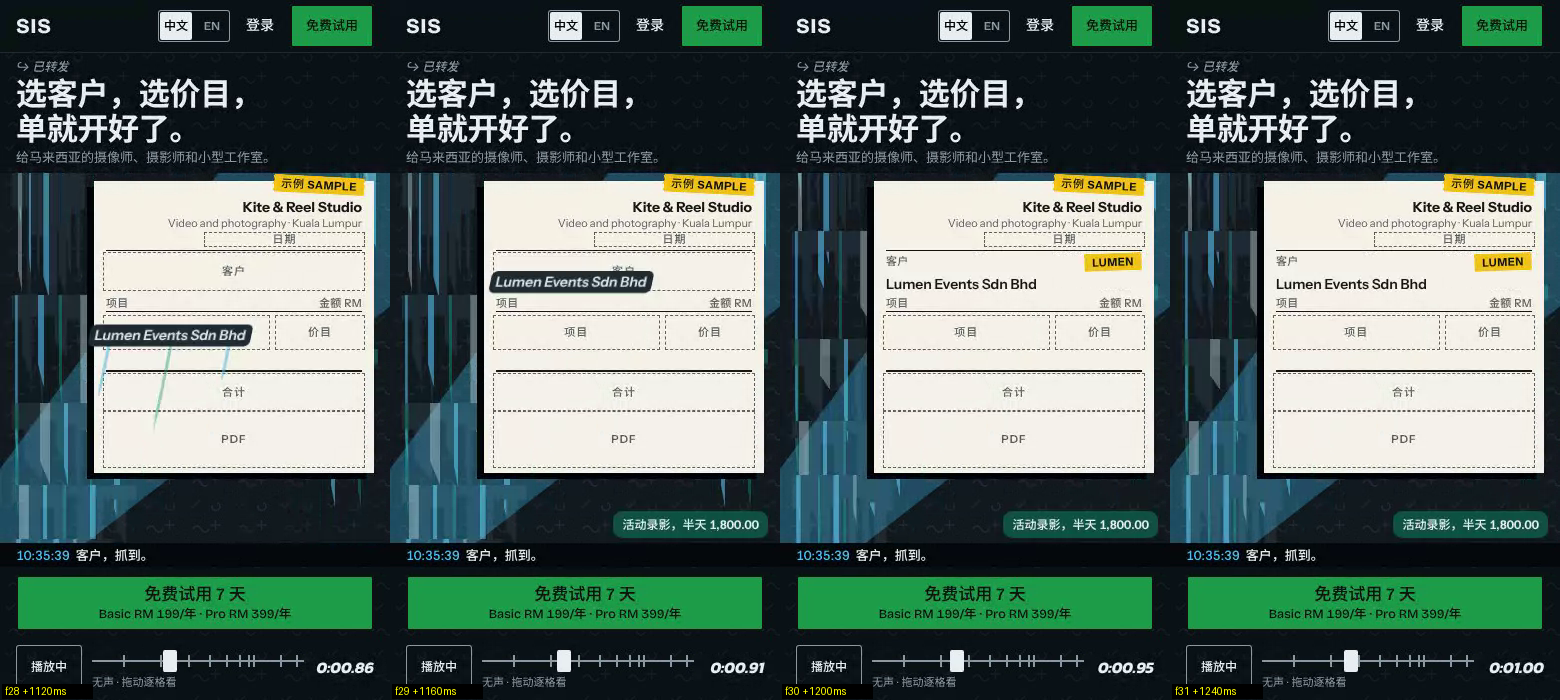 SIS 中文 EN 登录 免费试用
↪ 已转发
选客户，选价目，
单就开好了。
给马来西亚的摄像师、摄影师和小型工作室。
示例 SAMPLE
Kite & Reel Studio
Video and photography · Kuala Lumpur
日期
客户
项目 金额 RM
Lumen Events Sdn Bhd
价目
合计
PDF
10:35:39 客户，抓到。
免费试用 7 天
Basic RM 199/年 · Pro RM 399/年
播放中
0:00.86
无声 · 拖动逐格看
f28 +1120ms
SIS 中文 EN 登录 免费试用
↪ 已转发
选客户，选价目，
单就开好了。
给马来西亚的摄像师、摄影师和小型工作室。
示例 SAMPLE
Kite & Reel Studio
Video and photography · Kuala Lumpur
日期
客户
Lumen Events Sdn Bhd
项目 金额 RM
项目 价目
合计
PDF
活动录影，半天 1,800.00
10:35:39 客户，抓到。
免费试用 7 天
Basic RM 199/年 · Pro RM 399/年
播放中
0:00.91
无声 · 拖动逐格看
f29 +1160ms
SIS 中文 EN 登录 免费试用
↪ 已转发
选客户，选价目，
单就开好了。
给马来西亚的摄像师、摄影师和小型工作室。
示例 SAMPLE
Kite & Reel Studio
Video and photography · Kuala Lumpur
日期
客户 LUMEN
Lumen Events Sdn Bhd
项目 金额 RM
项目 价目
合计
PDF
活动录影，半天 1,800.00
10:35:39 客户，抓到。
免费试用 7 天
Basic RM 199/年 · Pro RM 399/年
播放中
0:00.95
无声 · 拖动逐格看
f30 +1200ms
SIS 中文 EN 登录 免费试用
↪ 已转发
选客户，选价目，
单就开好了。
给马来西亚的摄像师、摄影师和小型工作室。
示例 SAMPLE
Kite & Reel Studio
Video and photography · Kuala Lumpur
日期
客户 LUMEN
Lumen Events Sdn Bhd
项目 金额 RM
项目 价目
合计
PDF
活动录影，半天 1,800.00
10:35:39 客户，抓到。
免费试用 7 天
Basic RM 199/年 · Pro RM 399/年
播放中
0:01.00
无声 · 拖动逐格看
f31 +1240ms